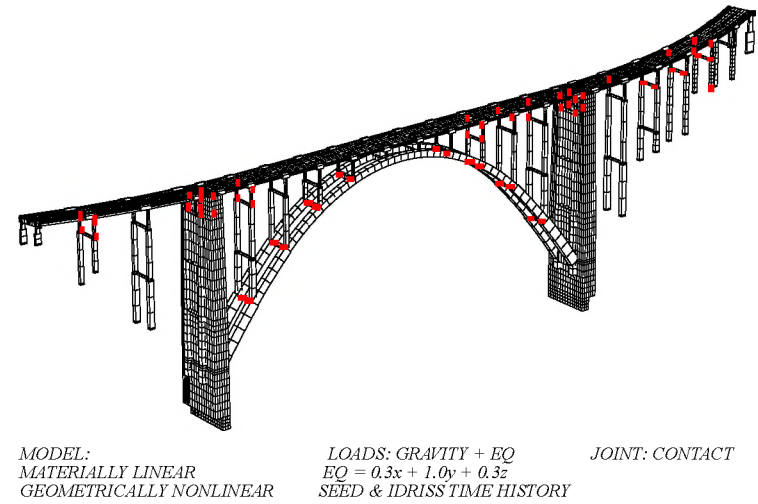 MODEL: LOADS: GRAVITY + EQ JOINT: CONTACT
MATERIALLY LINEAR EQ = 0.3x + 1.0y + 0.3z
GEOMETRICALLY NONLINEAR SEED & IDRISS TIME HISTORY